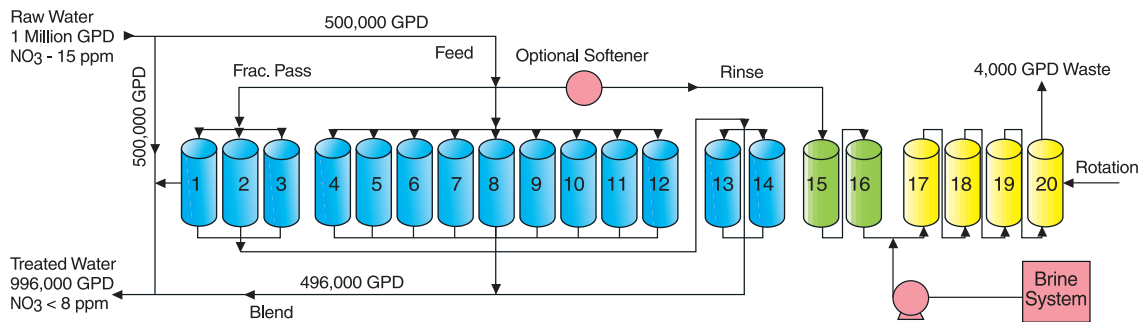 Raw Water
1 Million GPD
NO3 - 15 ppm
500,000 GPD
Feed
Frac. Pass
Optional Softener
Rinse
4,000 GPD Waste
500,000 GPD
1
2
3
4
5
6
7
8
9
10
11
12
13
14
15
16
17
18
19
20
Rotation
Treated Water
996,000 GPD
NO3 < 8 ppm
496,000 GPD
Blend
Brine
System